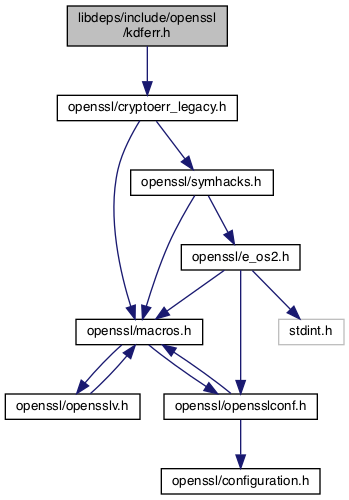 libdeps/include/openssl
/kdferr.h
openssl/cryptoerr_legacy.h
openssl/symhacks.h
openssl/e_os2.h
openssl/macros.h
stdint.h
openssl/opensslv.h
openssl/opensslconf.h
openssl/configuration.h